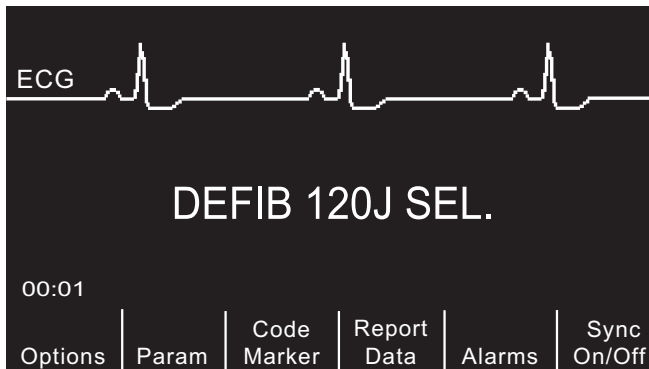 ECG
DEFIB 120J SEL.
00:01
Options Param Code Marker Report Data Alarms Sync On/Off